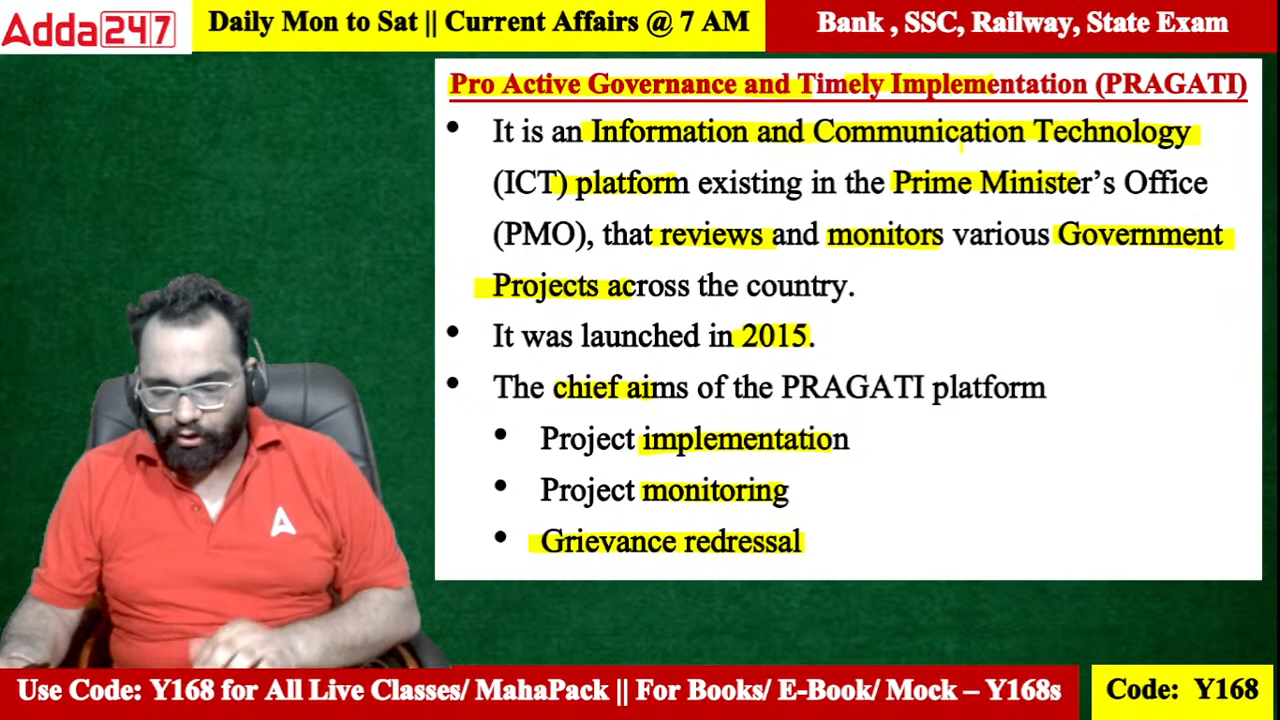 Adda247
Daily Mon to Sat || Current Affairs @ 7 AM
Bank , SSC, Railway, State Exam
Pro Active Governance and Timely Implementation (PRAGATI)
• It is an Information and Communication Technology
(ICT) platform existing in the Prime Minister’s Office
(PMO), that reviews and monitors various Government
Projects across the country.
• It was launched in 2015.
• The chief aims of the PRAGATI platform
• Project implementation
• Project monitoring
• Grievance redressal
Use Code: Y168 for All Live Classes/ MahaPack || For Books/ E-Book/ Mock – Y168s
Code: Y168